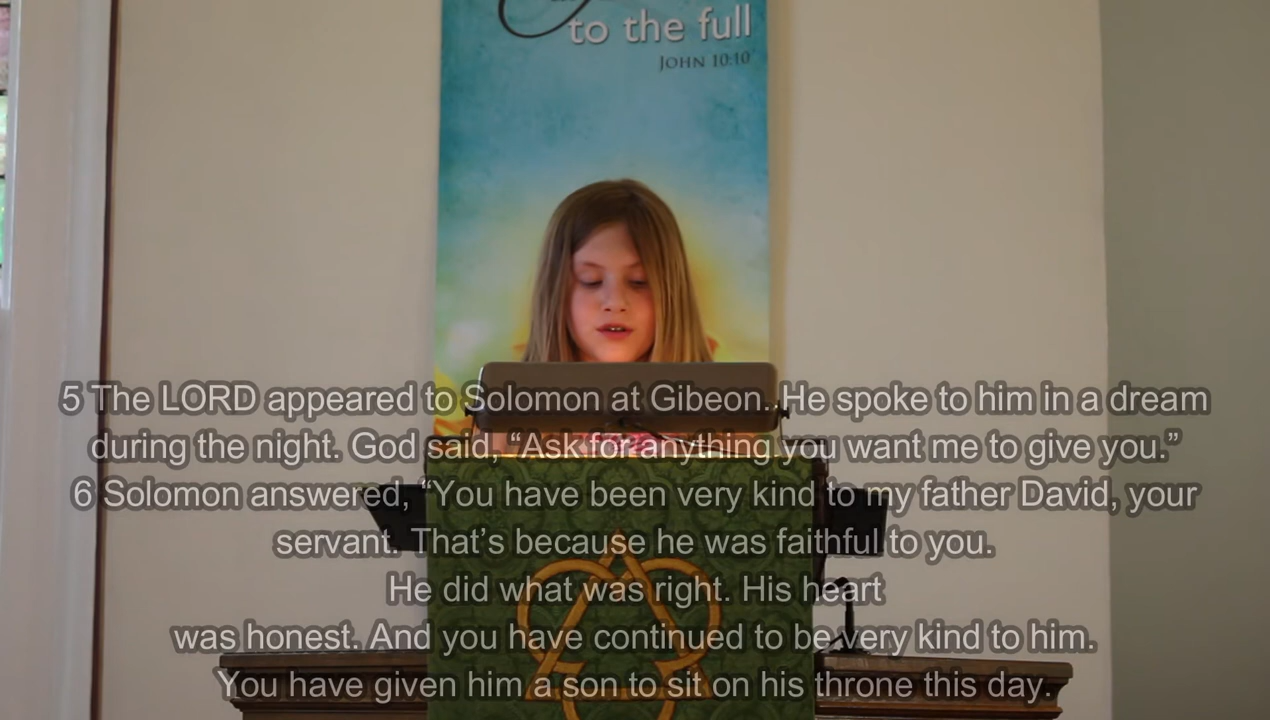 to the full
JOHN 10:10
5 The LORD appeared to Solomon at Gibeon. He spoke to him in a dream
during the night. God said, “Ask for anything you want me to give you.”
6 Solomon answered, “You have been very kind to my father David, your
servant. That’s because he was faithful to you.
He did what was right. His heart
was honest. And you have continued to be very kind to him.
You have given him a son to sit on his throne this day.